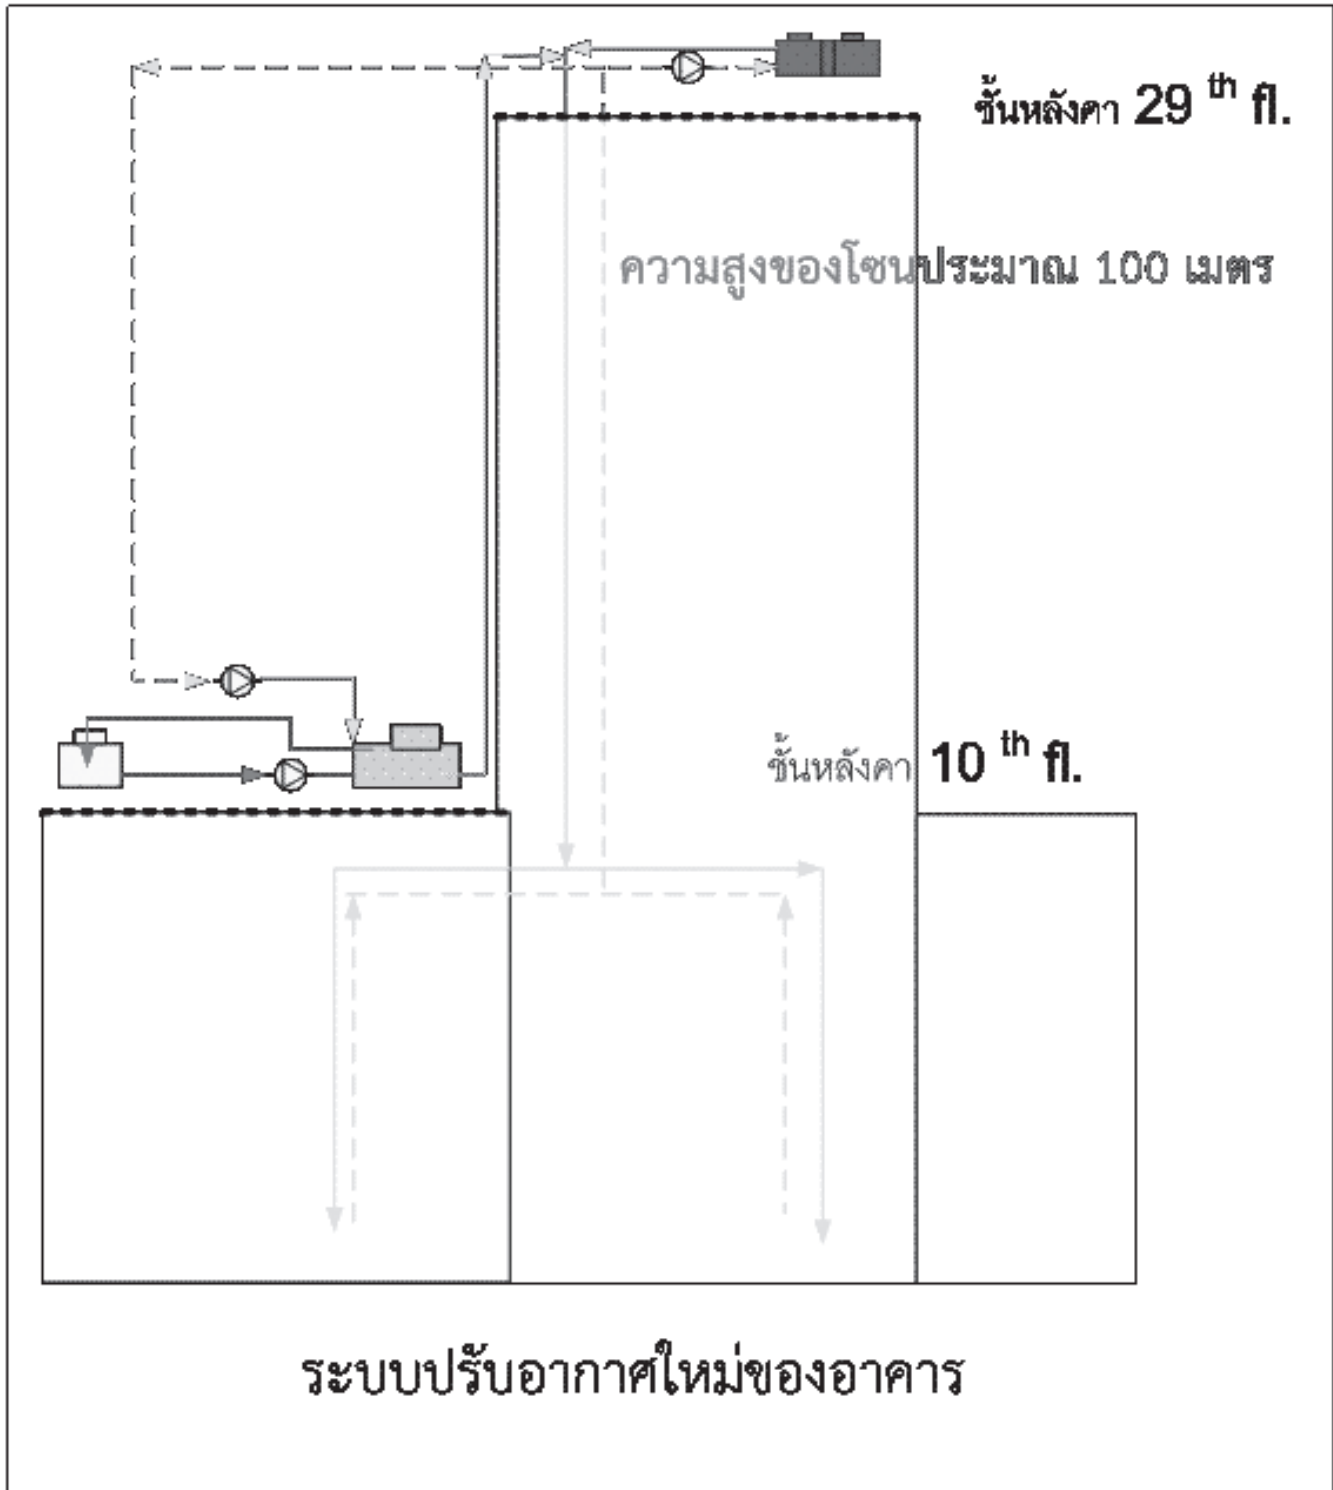 ชั้นหลังคา 29 th fl.
ความสูงของโซนประมาณ 100 เมตร
ชั้นหลังคา 10 th fl.
ระบบปรับอากาศใหม่ของอาคาร